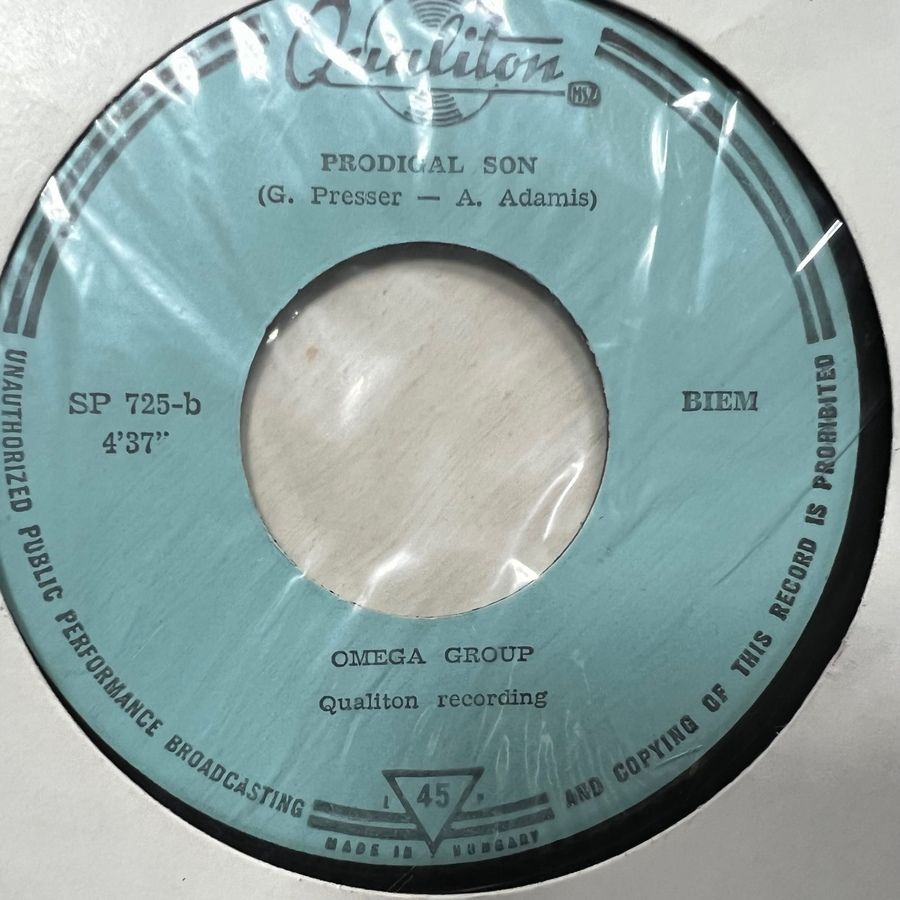 Qualiton
MSZ
PRODIGAL SON
(G. Presser — A. Adamis)
SP 725-b
4'37"
BIEM
OMEGA GROUP
Qualiton recording
L 45 P
MADE IN HUNGARY
UNAUTHORIZED PUBLIC PERFORMANCE BROADCASTING AND COPYING OF THIS RECORD IS PROHIBITED